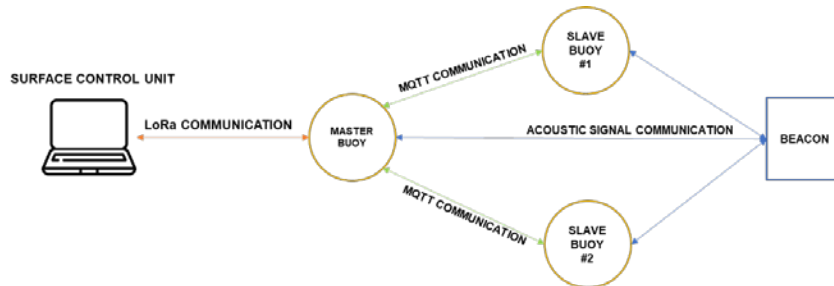 SLAVE
BUOY
#1
MQTT COMMUNICATION
SURFACE CONTROL UNIT
LoRa COMMUNICATION
MASTER
BUOY
ACOUSTIC SIGNAL COMMUNICATION
BEACON
MQTT COMMUNICATION
SLAVE
BUOY
#2